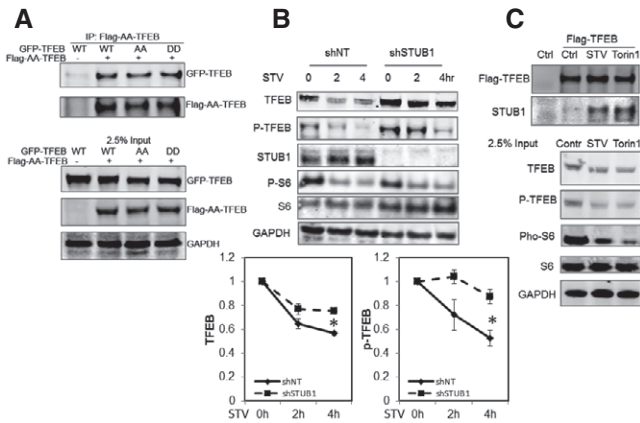 A
IP: Flag-AA-TFEB
GFP-TFEB WT WT AA DD
Flag-AA-TFEB - + + +
GFP-TFEB
Flag-AA-TFEB
2.5% Input
GFP-TFEB WT WT AA DD
Flag-AA-TFEB - + + +
GFP-TFEB
Flag-AA-TFEB
GAPDH
B
shNT shSTUB1
STV 0 2 4 0 2 4hr
TFEB
P-TFEB
STUB1
P-S6
S6
GAPDH
TFEB
1.2
1
0.8
0.6
0.4
0.2
0
*
shNT
shSTUB1
STV 0h 2h 4h
p-TFEB
1.2
1
0.8
0.6
0.4
0.2
0
*
shNT
shSTUB1
STV 0h 2h 4h
C
Flag-TFEB
Ctrl Ctrl STV Torin1
Flag-TFEB
STUB1
2.5% Input Contr STV Torin1
TFEB
P-TFEB
Pho-S6
S6
GAPDH